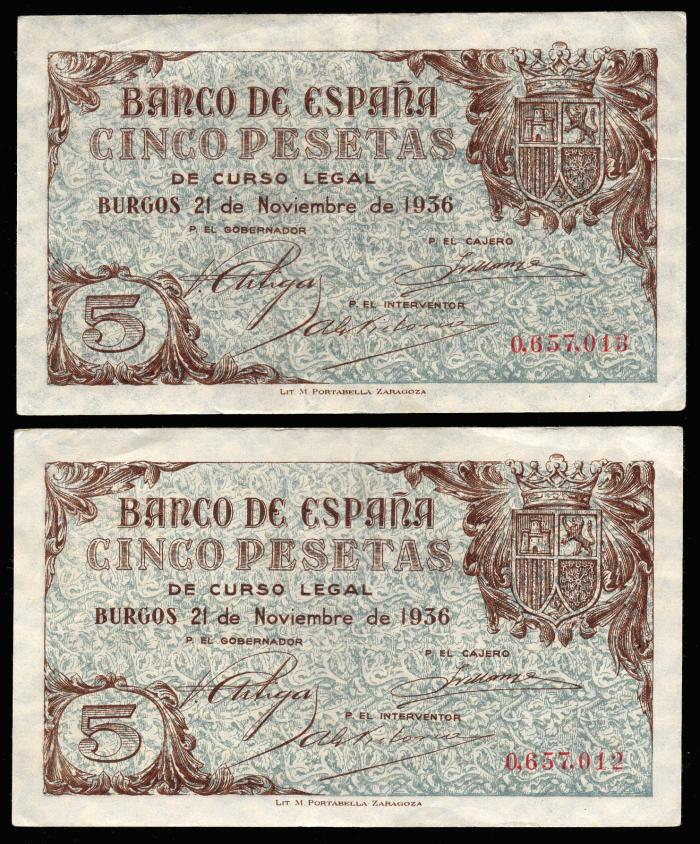 BANCO DE ESPAÑA
CINCO PESETAS
DE CURSO LEGAL
BURGOS 21 de Noviembre de 1936
P. EL GOBERNADOR
P. EL CAJERO
P. EL INTERVENTOR
5
0,657,013
LIT. M. PORTABELLA-ZARAGOZA
BANCO DE ESPAÑA
CINCO PESETAS
DE CURSO LEGAL
BURGOS 21 de Noviembre de 1936
P. EL GOBERNADOR
P. EL CAJERO
P. EL INTERVENTOR
5
0,657,012
LIT. M. PORTABELLA-ZARAGOZA